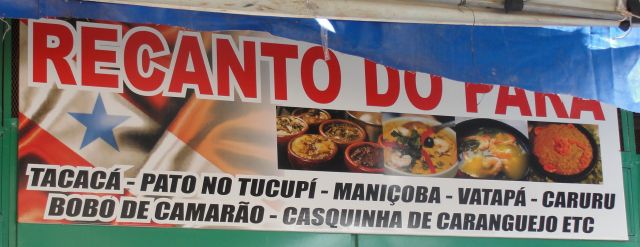 RECANTO DO PARÁ
TACACÁ - PATO NO TUCUPÍ - MANIÇOBA - VATAPÁ - CARURU
BOBO DE CAMARÃO - CASQUINHA DE CARANGUEJO ETC